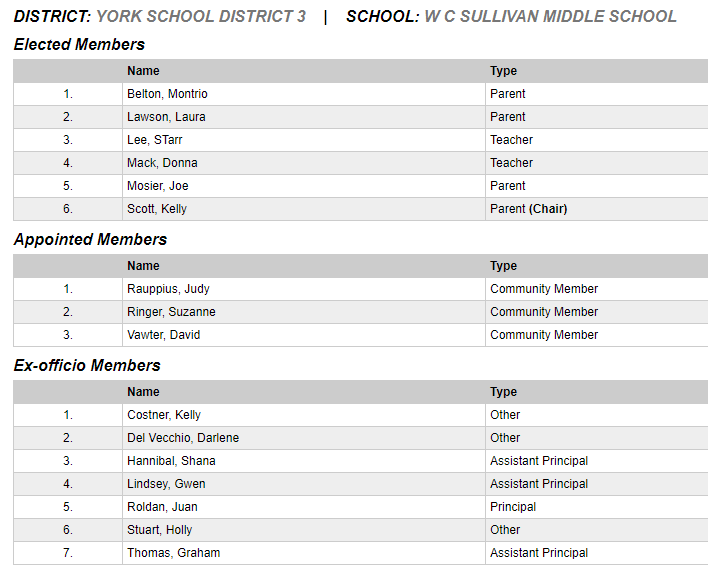 DISTRICT: YORK SCHOOL DISTRICT 3 | SCHOOL: W C SULLIVAN MIDDLE SCHOOL
Elected Members
Name Type
1. Belton, Montrio Parent
2. Lawson, Laura Parent
3. Lee, STarr Teacher
4. Mack, Donna Teacher
5. Mosier, Joe Parent
6. Scott, Kelly Parent (Chair)
Appointed Members
Name Type
1. Rauppius, Judy Community Member
2. Ringer, Suzanne Community Member
3. Vawter, David Community Member
Ex-officio Members
Name Type
1. Costner, Kelly Other
2. Del Vecchio, Darlene Other
3. Hannibal, Shana Assistant Principal
4. Lindsey, Gwen Assistant Principal
5. Roldan, Juan Principal
6. Stuart, Holly Other
7. Thomas, Graham Assistant Principal